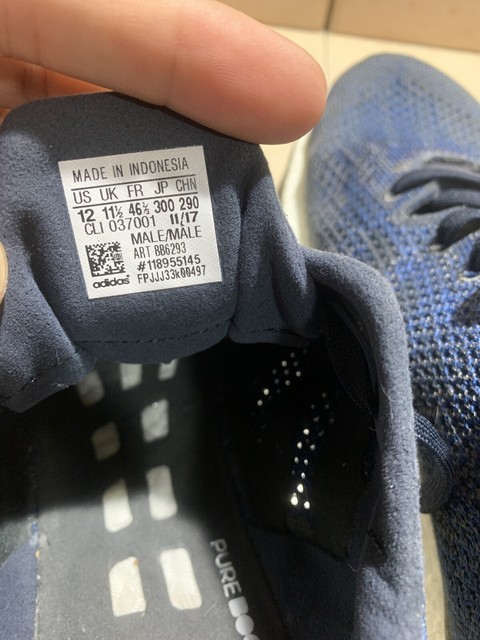 MADE IN INDONESIA
US UK FR JP CHN
12 11½ 46⅔ 300 290
CLI 037001 11/17
MALE/MALE
ART BB6293
#118955145
FPJJJ33k00497
adidas
PURE BOO